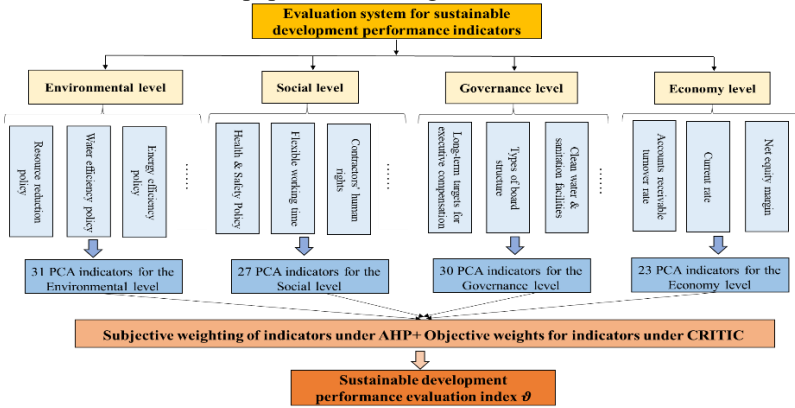 Evaluation system for sustainable
development performance indicators
Environmental level
Social level
Governance level
Economy level
Resource reduction
policy
Water efficiency policy
Energy efficiency
policy
......
Health & Safety Policy
Flexible working time
Contractors' human
rights
......
Long-term targets for
executive compensation
Types of board
structure
Clean water &
sanitation facilities
......
Accounts receivable
turnover rate
Current rate
Net equity margin
31 PCA indicators for the
Environmental level
27 PCA indicators for the
Social level
30 PCA indicators for the
Governance level
23 PCA indicators for the
Economy level
Subjective weighting of indicators under AHP+ Objective weights for indicators under CRITIC
Sustainable development
performance evaluation index ϑ